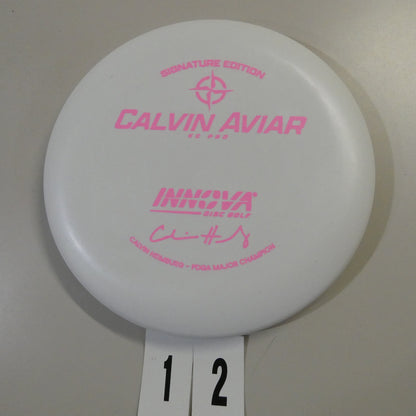 SIGNATURE EDITION
CALVIN AVIAR
KC PRO
INNOVA
DISC GOLF
CALVIN HEIMBURG - PDGA MAJOR CHAMPION
1 2